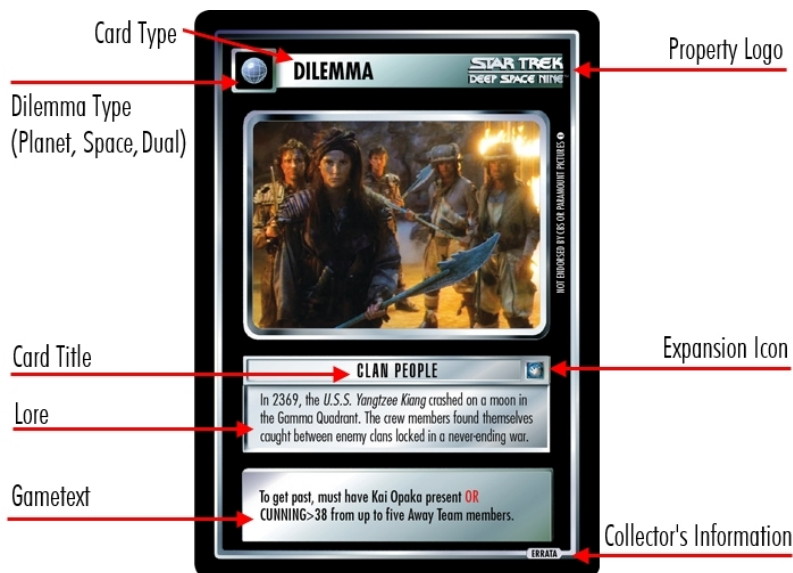 Card Type
Property Logo
DILEMMA
STAR TREK
DEEP SPACE NINE
Dilemma Type
(Planet, Space, Dual)
NOT ENDORSED BY CBS OR PARAMOUNT PICTURES
Card Title
CLAN PEOPLE
Expansion Icon
Lore
In 2369, the U.S.S. Yangtzee Kiang crashed on a moon in
the Gamma Quadrant. The crew members found themselves
caught between enemy clans locked in a never-ending war.
Gametext
To get past, must have Kai Opaka present OR
CUNNING>38 from up to five Away Team members.
Collector's Information
ERRATA